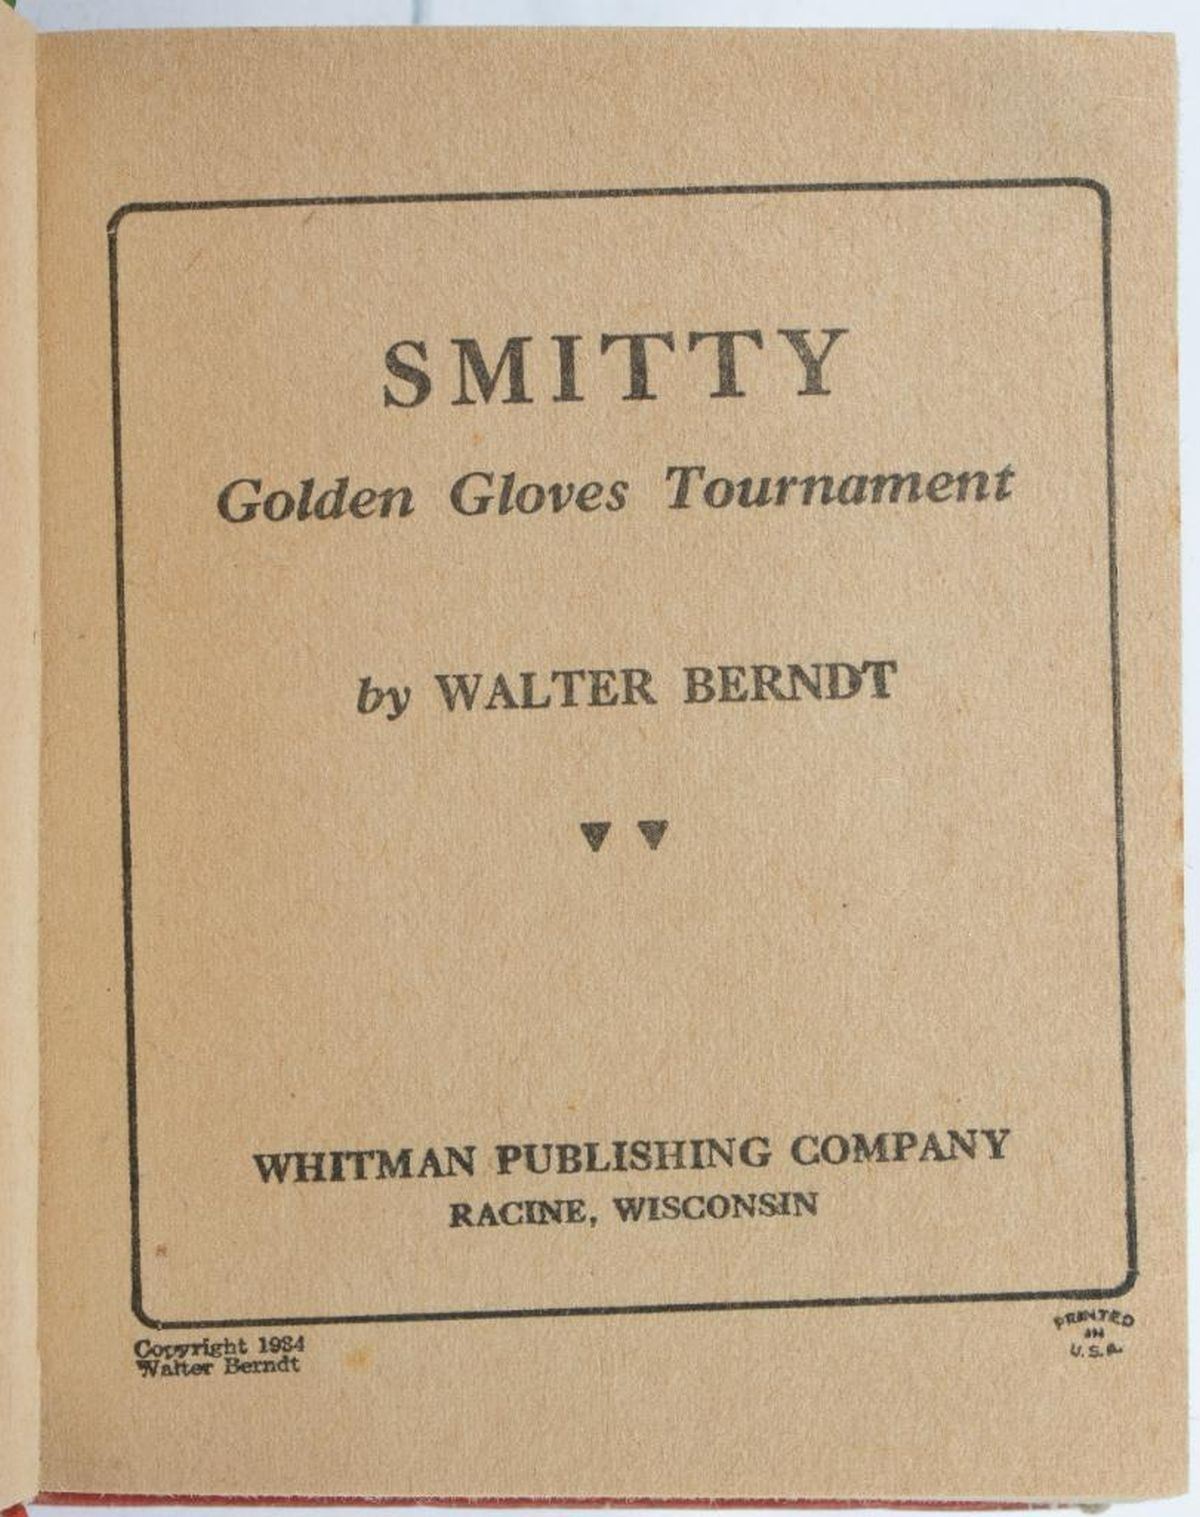 SMITTY
Golden Gloves Tournament
by WALTER BERNDT
WHITMAN PUBLISHING COMPANY
RACINE, WISCONSIN
Copyright 1934
Walter Berndt
PRINTED
IN
U.S.A.